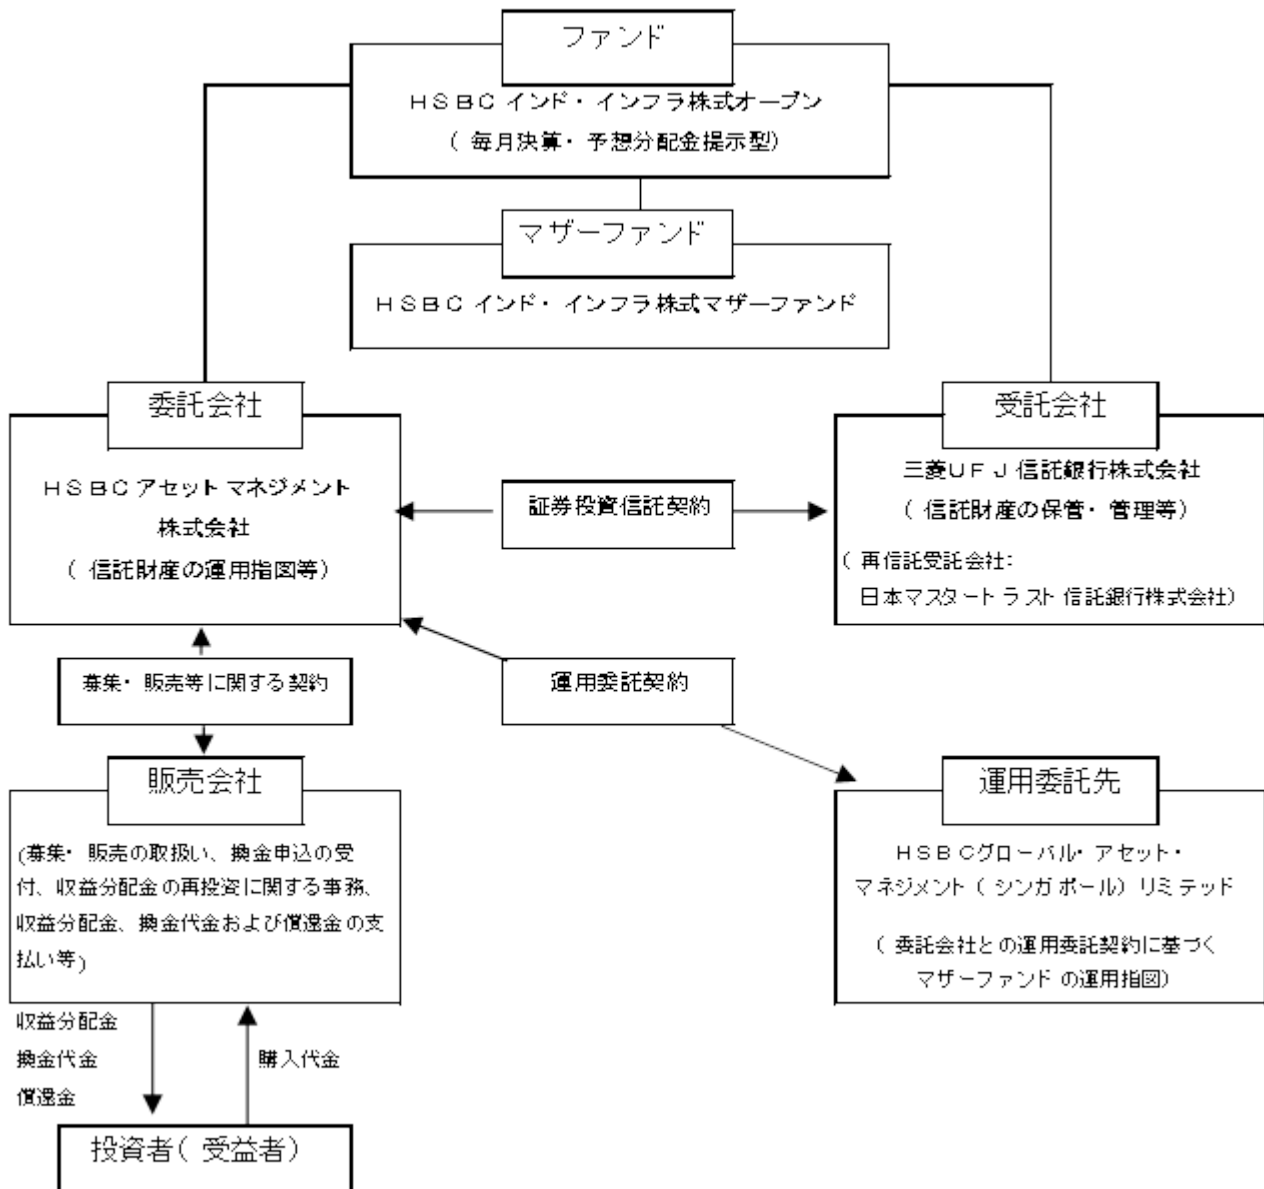 ファンド
HSBC インド・インフラ株式オープン
(毎月決算・予想分配金提示型)
マザーファンド
HSBC インド・インフラ株式マザーファンド
委託会社
HSBC アセットマネジメント
株式会社
(信託財産の運用指図等)
証券投資信託契約
受託会社
三菱UFJ信託銀行株式会社
(信託財産の保管・管理等)
(再信託受託会社:
日本マスタートラスト信託銀行株式会社)
募集・販売等に関する契約
運用委託契約
販売会社
(募集・販売の取扱い、換金申込の受
付、収益分配金の再投資に関する事務、
収益分配金、換金代金および償還金の支
払い等)
運用委託先
HSBCグローバル・アセット・
マネジメント(シンガポール)リミテッド
(委託会社との運用委託契約に基づく
マザーファンドの運用指図)
収益分配金
換金代金
償還金
購入代金
投資者(受益者)